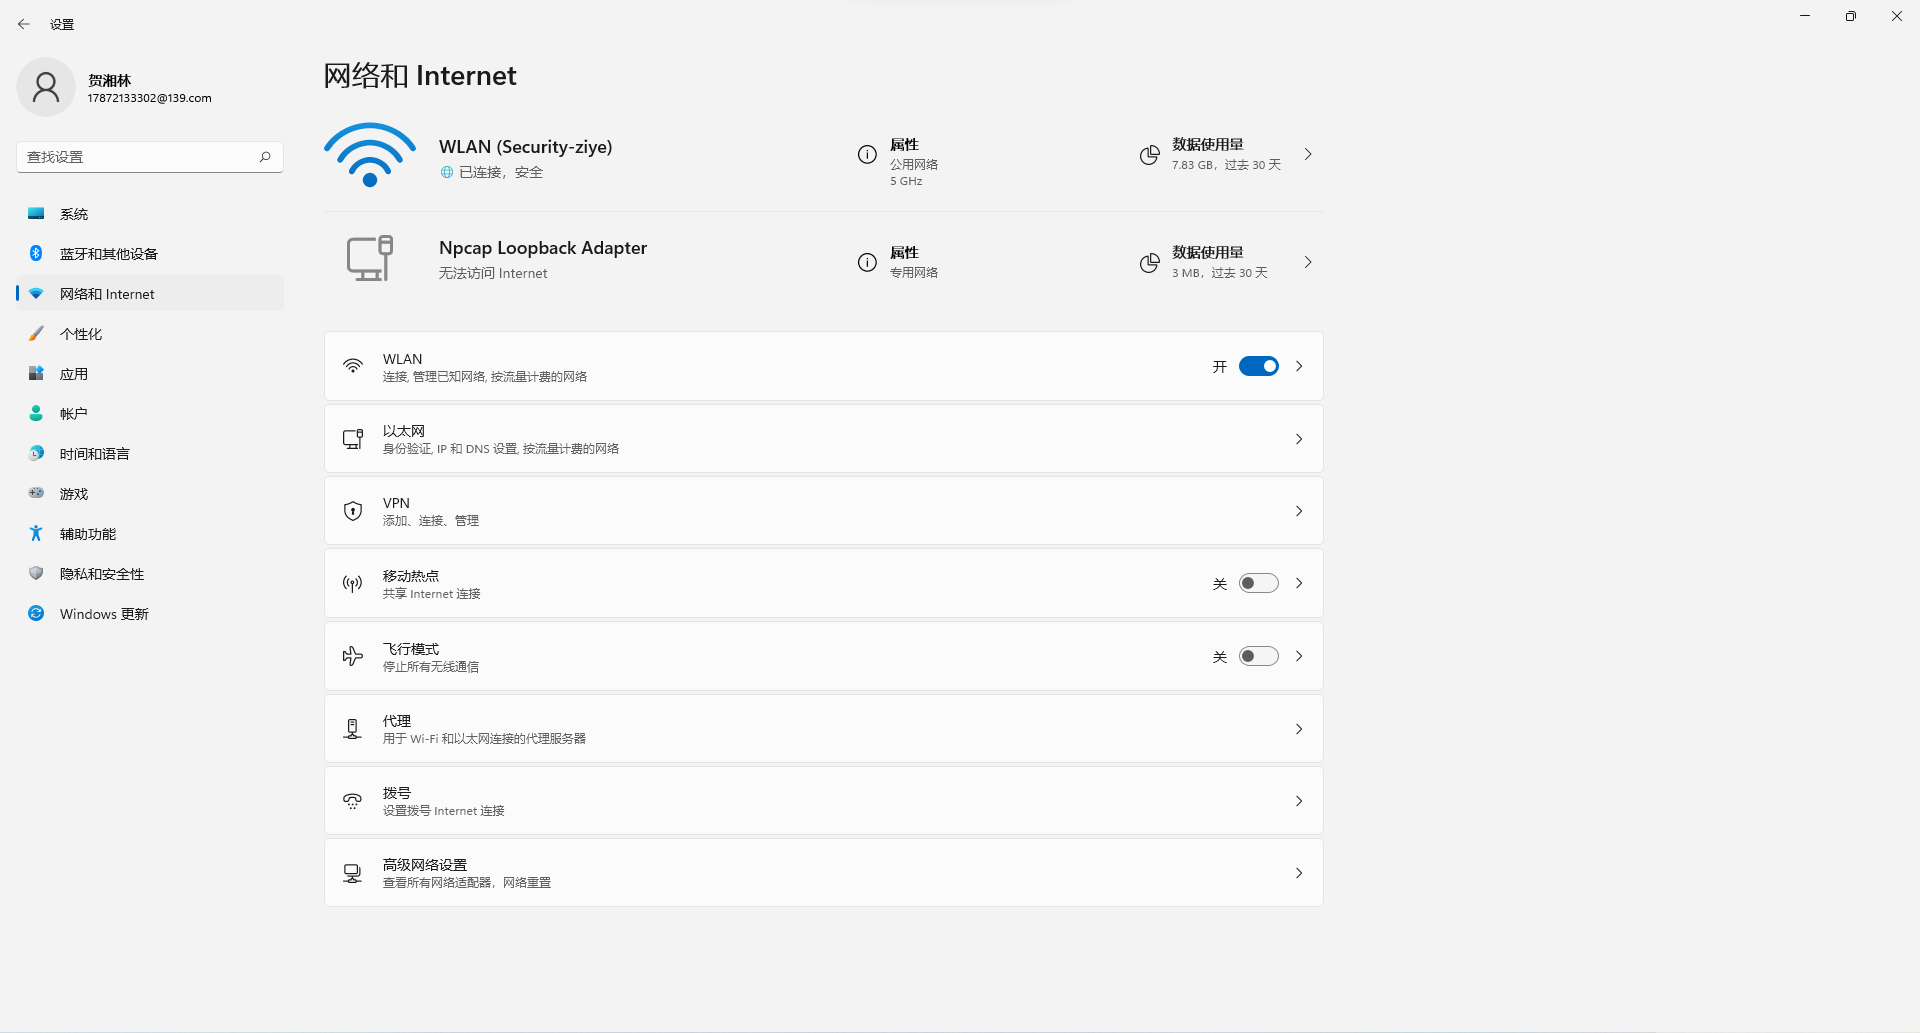 设置
贺湘林
17872133302@139.com
查找设置
系统
蓝牙和其他设备
网络和 Internet
个性化
应用
帐户
时间和语言
游戏
辅助功能
隐私和安全性
Windows 更新
网络和 Internet
WLAN (Security-ziye)
已连接，安全
属性
公用网络
5 GHz
数据使用量
7.83 GB，过去 30 天
Npcap Loopback Adapter
无法访问 Internet
属性
专用网络
数据使用量
3 MB，过去 30 天
WLAN
连接, 管理已知网络, 按流量计费的网络
开
以太网
身份验证, IP 和 DNS 设置, 按流量计费的网络
VPN
添加、连接、管理
移动热点
共享 Internet 连接
关
飞行模式
停止所有无线通信
关
代理
用于 Wi-Fi 和以太网连接的代理服务器
拨号
设置拨号 Internet 连接
高级网络设置
查看所有网络适配器，网络重置